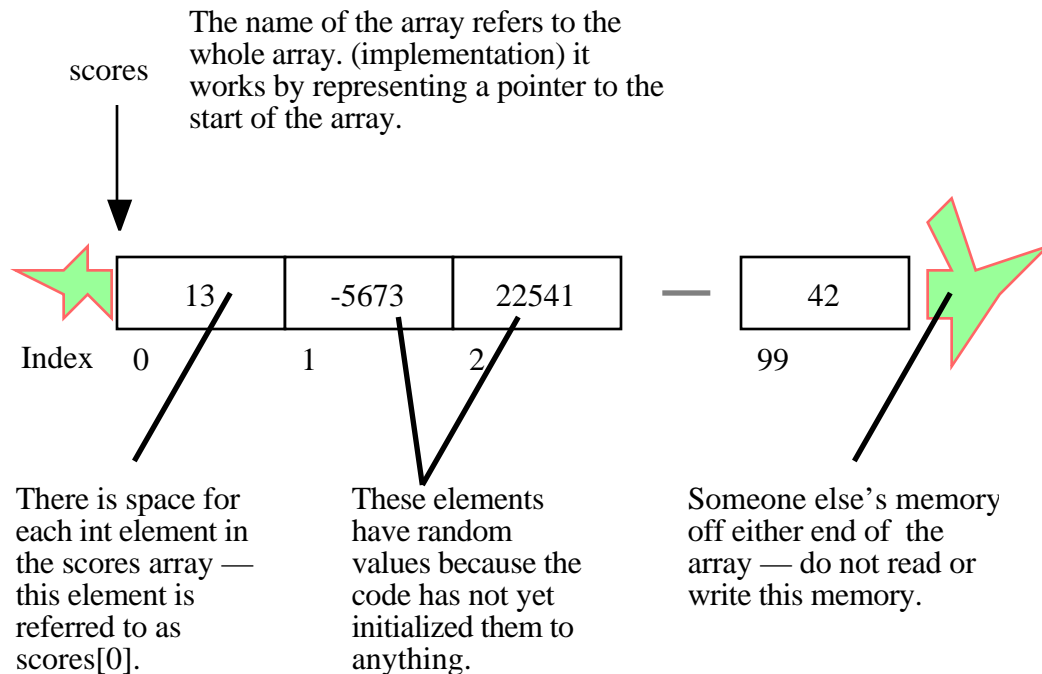 The name of the array refers to the
whole array. (implementation) it
works by representing a pointer to the
start of the array.
scores
13 -5673 22541 — 42
Index 0 1 2 99
There is space for
each int element in
the scores array —
this element is
referred to as
scores[0].
These elements
have random
values because the
code has not yet
initialized them to
anything.
Someone else’s memory
off either end of the
array — do not read or
write this memory.